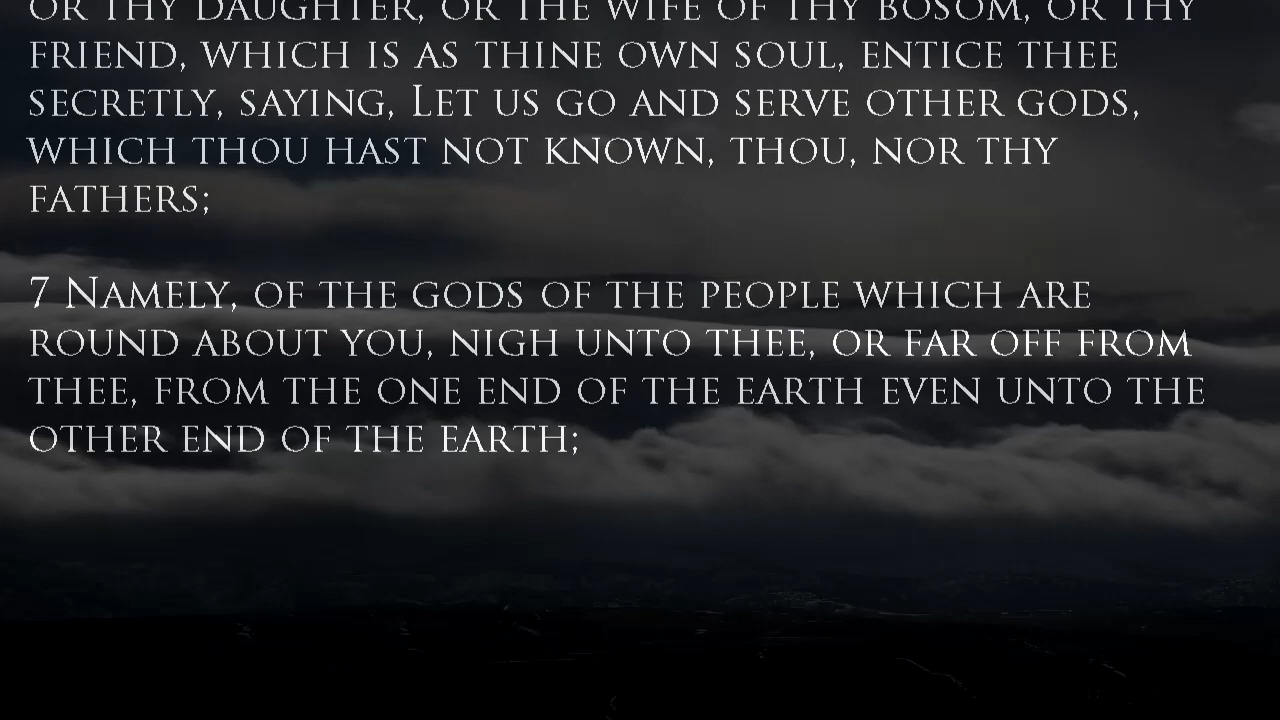 OR THY DAUGHTER, OR THE WIFE OF THY BOSOM, OR THY
FRIEND, WHICH IS AS THINE OWN SOUL, ENTICE THEE
SECRETLY, SAYING, LET US GO AND SERVE OTHER GODS,
WHICH THOU HAST NOT KNOWN, THOU, NOR THY
FATHERS;
7 NAMELY, OF THE GODS OF THE PEOPLE WHICH ARE
ROUND ABOUT YOU, NIGH UNTO THEE, OR FAR OFF FROM
THEE, FROM THE ONE END OF THE EARTH EVEN UNTO THE
OTHER END OF THE EARTH;